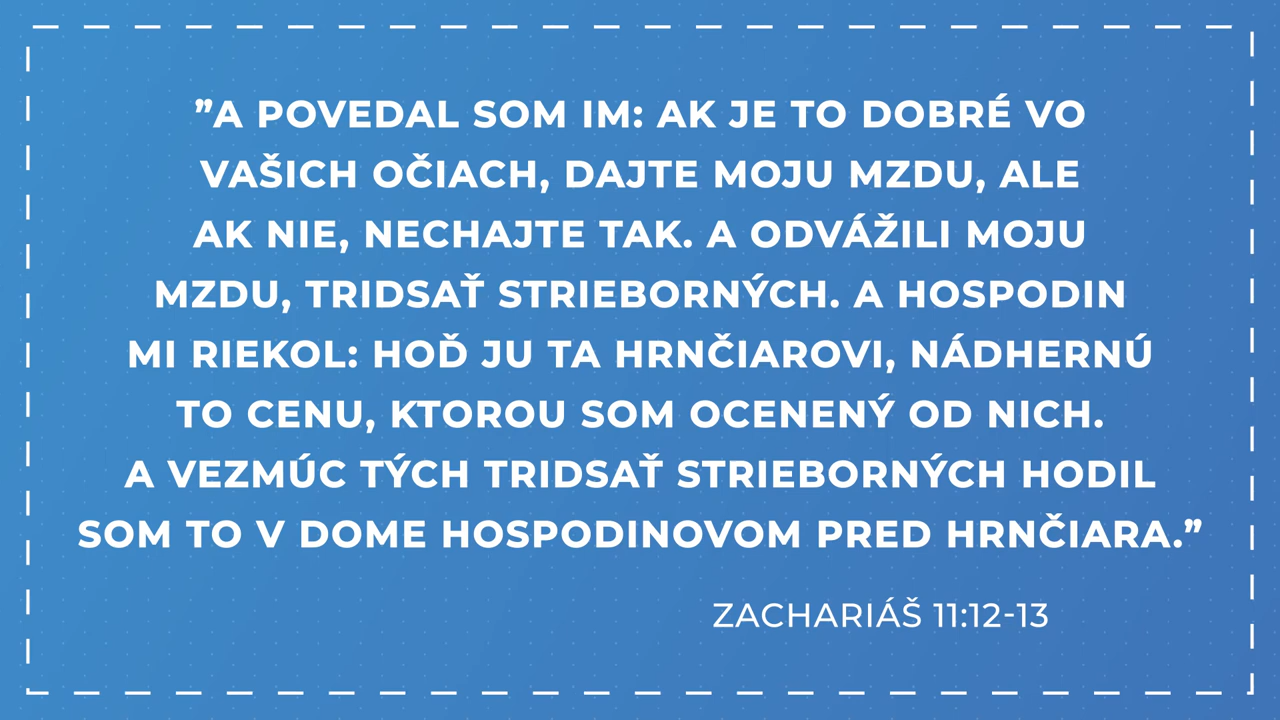 ”A POVEDAL SOM IM: AK JE TO DOBRÉ VO
VAŠICH OČIACH, DAJTE MOJU MZDU, ALE
AK NIE, NECHAJTE TAK. A ODVÁŽILI MOJU
MZDU, TRIDSAŤ STRIEBORNÝCH. A HOSPODIN
MI RIEKOL: HOĎ JU TA HRNČIAROVI, NÁDHERNÚ
TO CENU, KTOROU SOM OCENENÝ OD NICH.
A VEZMÚC TÝCH TRIDSAŤ STRIEBORNÝCH HODIL
SOM TO V DOME HOSPODINOVOM PRED HRNČIARA.”
ZACHARIÁŠ 11:12-13